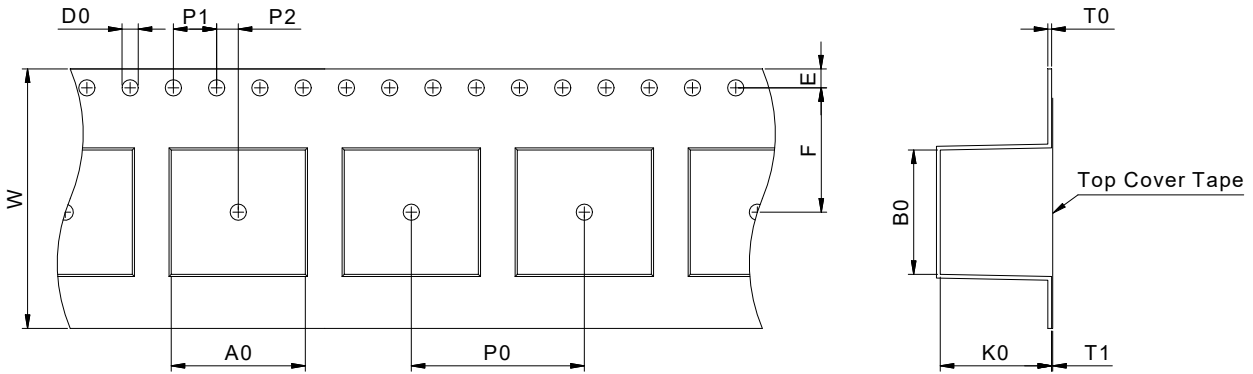 D0 P1 P2 T0
E
F
W
B0
Top Cover Tape
A0 P0 K0 T1